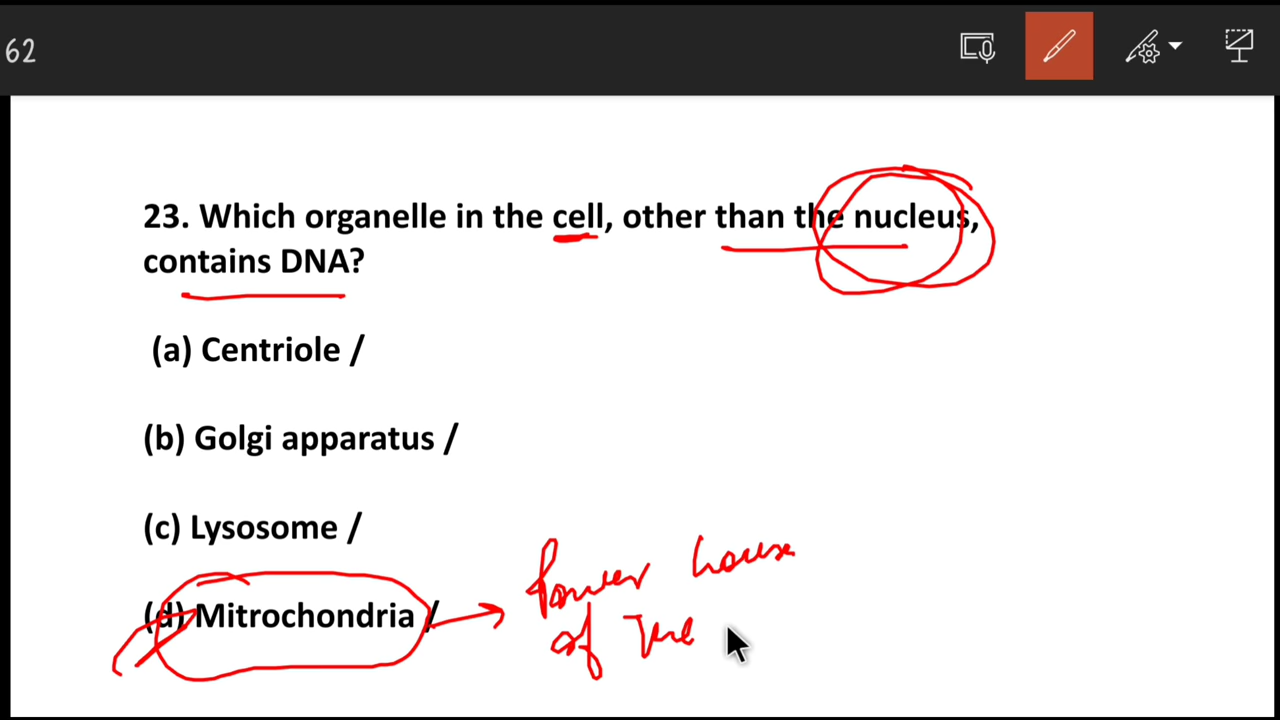 62
23. Which organelle in the cell, other than the nucleus,
contains DNA?
(a) Centriole /
(b) Golgi apparatus /
(c) Lysosome /
(d) Mitrochondria /
Power house
of The